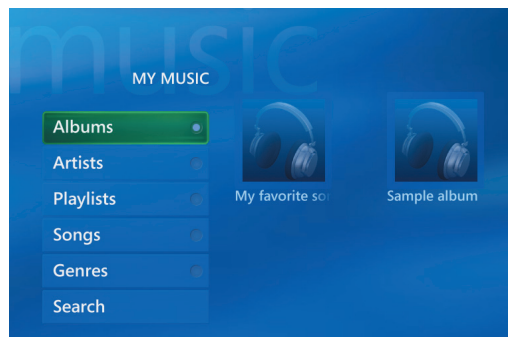 music
MY MUSIC
Albums
Artists
Playlists
Songs
Genres
Search
My favorite so
Sample album